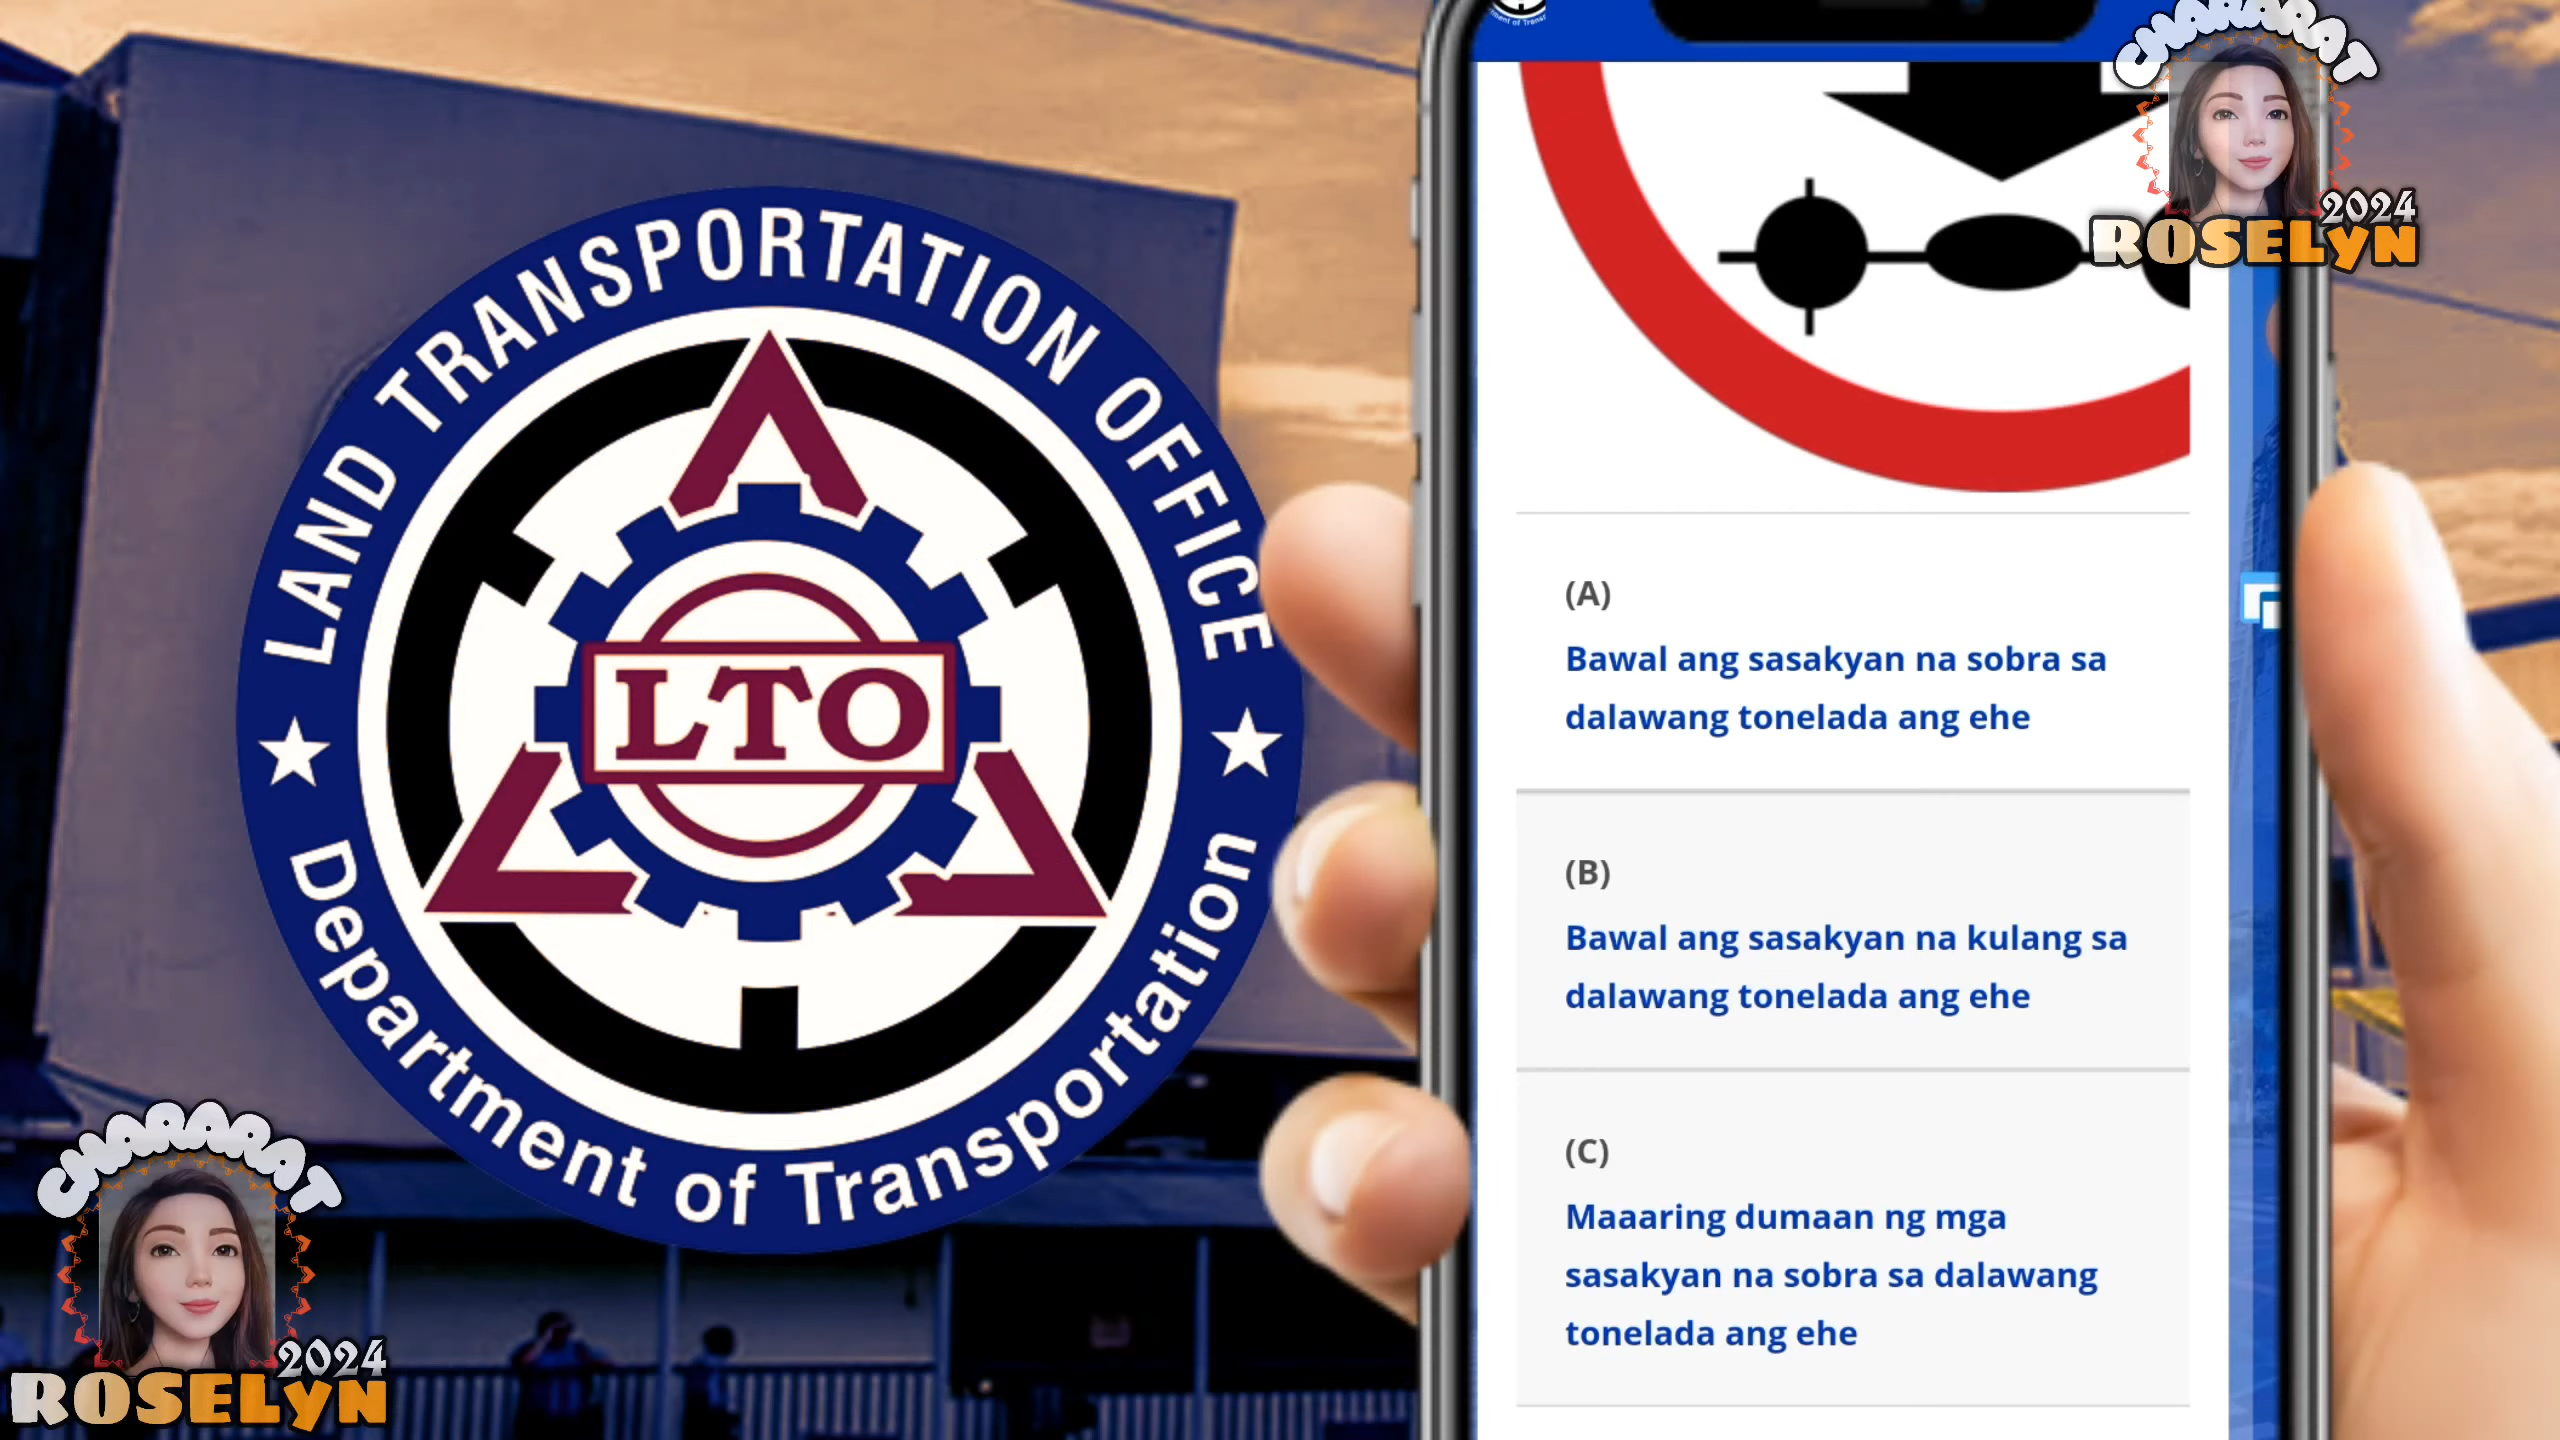 LAND TRANSPORTATION OFFICE
LTO
Department of Transportation
CHARARAT
2024
ROSELyN
CHARARAT
2024
ROSELyN
(A)
Bawal ang sasakyan na sobra sa
dalawang tonelada ang ehe
(B)
Bawal ang sasakyan na kulang sa
dalawang tonelada ang ehe
(C)
Maaaring dumaan ng mga
sasakyan na sobra sa dalawang
tonelada ang ehe